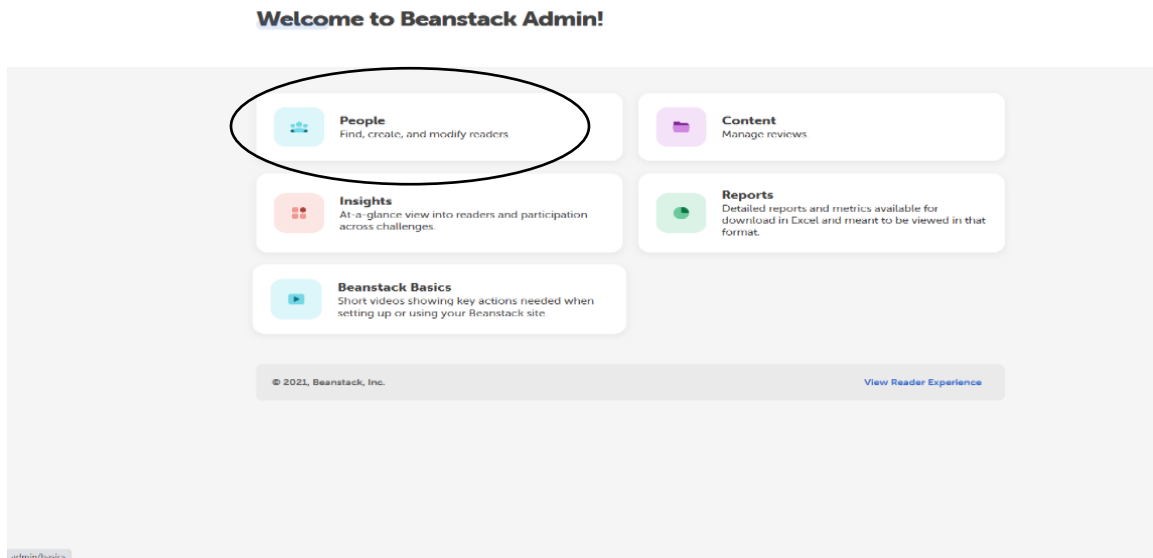 Welcome to Beanstack Admin!
People
Find, create, and modify readers
Content
Manage reviews
Insights
At-a-glance view into readers and participation
across challenges.
Reports
Detailed reports and metrics available for
download in Excel and meant to be viewed in that
format.
Beanstack Basics
Short videos showing key actions needed when
setting up or using your Beanstack site
© 2021, Beanstack, Inc.
View Reader Experience
admin/basics